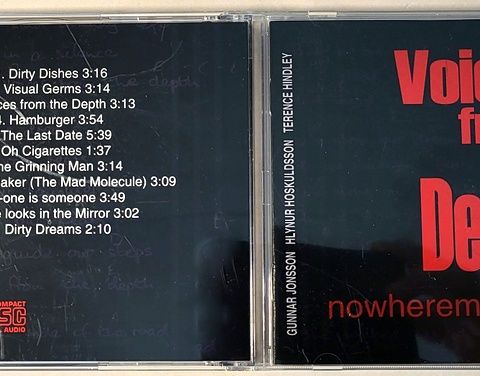 . Dirty Dishes 3:16
Visual Germs 3:14
ces from the Depth 3:13
4. Hamburger 3:54
The Last Date 5:39
Oh Cigarettes 1:37
he Grinning Man 3:14
aker (The Mad Molecule) 3:09
-one is someone 3:49
e looks in the Mirror 3:02
Dirty Dreams 2:10
COMPACT
DISC
L AUDIO
GUNNAR JONSSON HLYNUR HOSKULDSSON TERENCE HINDLEY
Voic
fr
De
nowherem